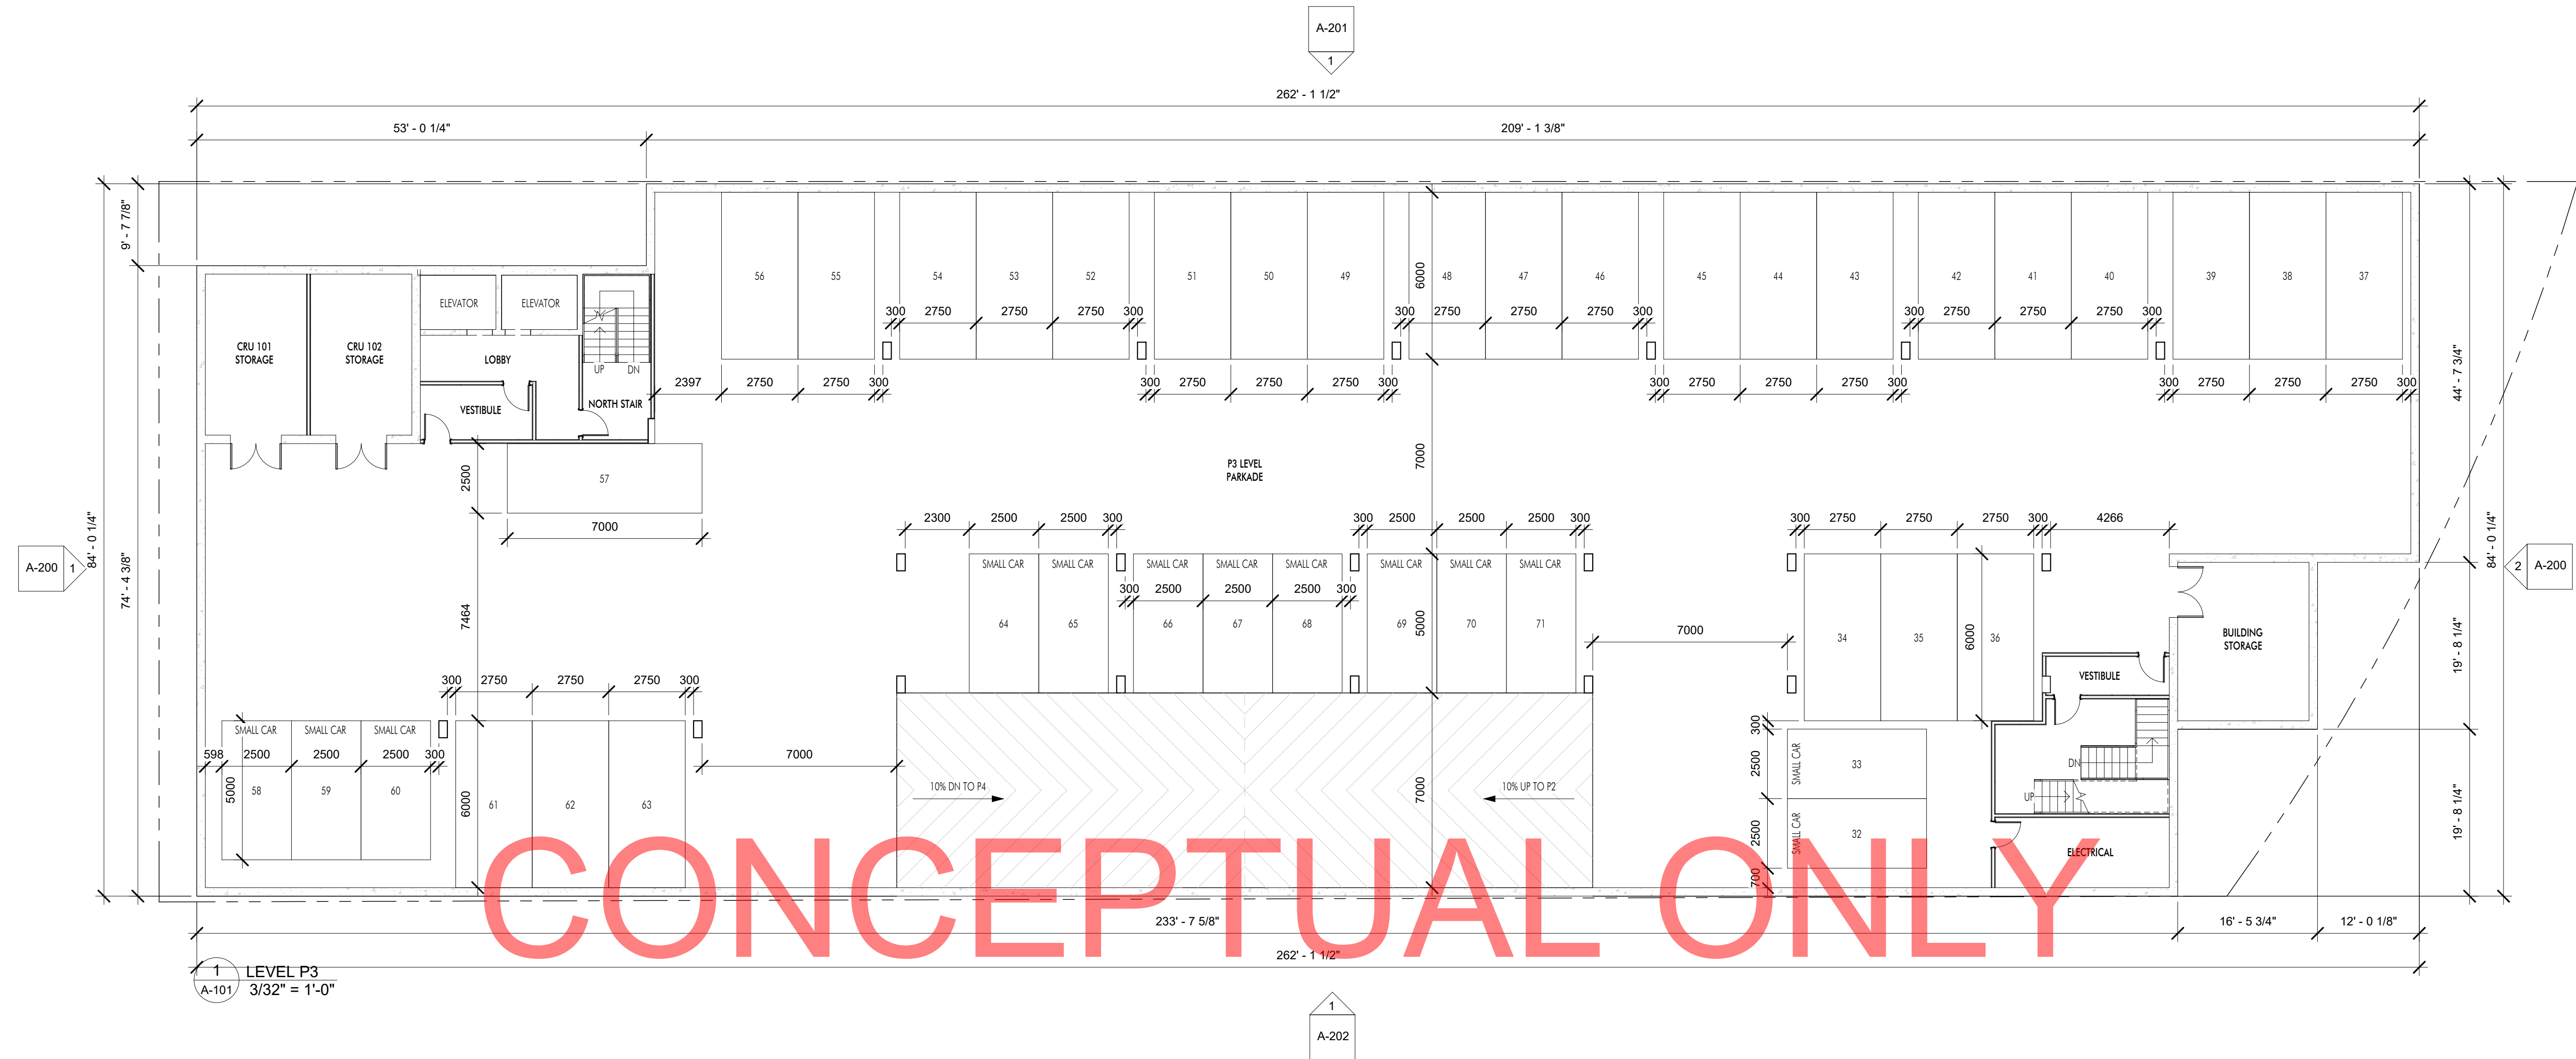 A-201
1
262' - 1 1/2"
53' - 0 1/4"
209' - 1 3/8"
9' - 7 7/8"
84' - 0 1/4"
74' - 4 3/8"
44' - 7 3/4"
84' - 0 1/4"
19' - 8 1/4"
19' - 8 1/4"
56
55
54
53
52
51
50
49
48
47
46
45
44
43
42
41
40
39
38
37
6000
300 2750 2750 2750 300
300 2750 2750 2750 300
300 2750 2750 2750 300
2397 2750 2750 300
300 2750 2750 2750 300
300 2750 2750 2750 300
300 2750 2750 2750 300
ELEVATOR
ELEVATOR
CRU 101
STORAGE
CRU 102
STORAGE
LOBBY
UP
DN
NORTH STAIR
VESTIBULE
2500
57
7000
P3 LEVEL
PARKADE
7000
A-200
1
2
A-200
2300 2500 2500 300
300 2500 2500 2500 300
300 2750 2750 2750 300 4266
SMALL CAR
SMALL CAR
SMALL CAR
SMALL CAR
SMALL CAR
SMALL CAR
SMALL CAR
SMALL CAR
300 2500 2500 2500 300
64
65
66
67
68
69
5000
70
71
7000
34
35
6000
36
BUILDING
STORAGE
VESTIBULE
7464
300 2750 2750 2750 300
SMALL CAR
SMALL CAR
SMALL CAR
598 2500 2500 2500 300
7000
5000
58
59
60
6000
61
62
63
10% DN TO P4
7000
10% UP TO P2
300
2500
2500
700
SMALL CAR
33
SMALL CAR
32
DN
UP
ELECTRICAL
CONCEPTUAL ONLY
233' - 7 5/8"
16' - 5 3/4"
12' - 0 1/8"
262' - 1 1/2"
1
A-101
LEVEL P3
3/32" = 1'-0"
1
A-202